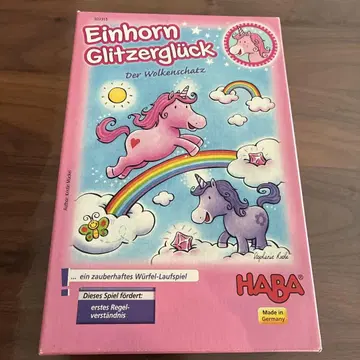 Einhorn
Glitzerglück
Der Wolkenschatz
... ein zauberhaftes Würfel-Laufspiel
Dieses Spiel fördert:
erstes Regel-
verständnis
HABA
Made in
Germany